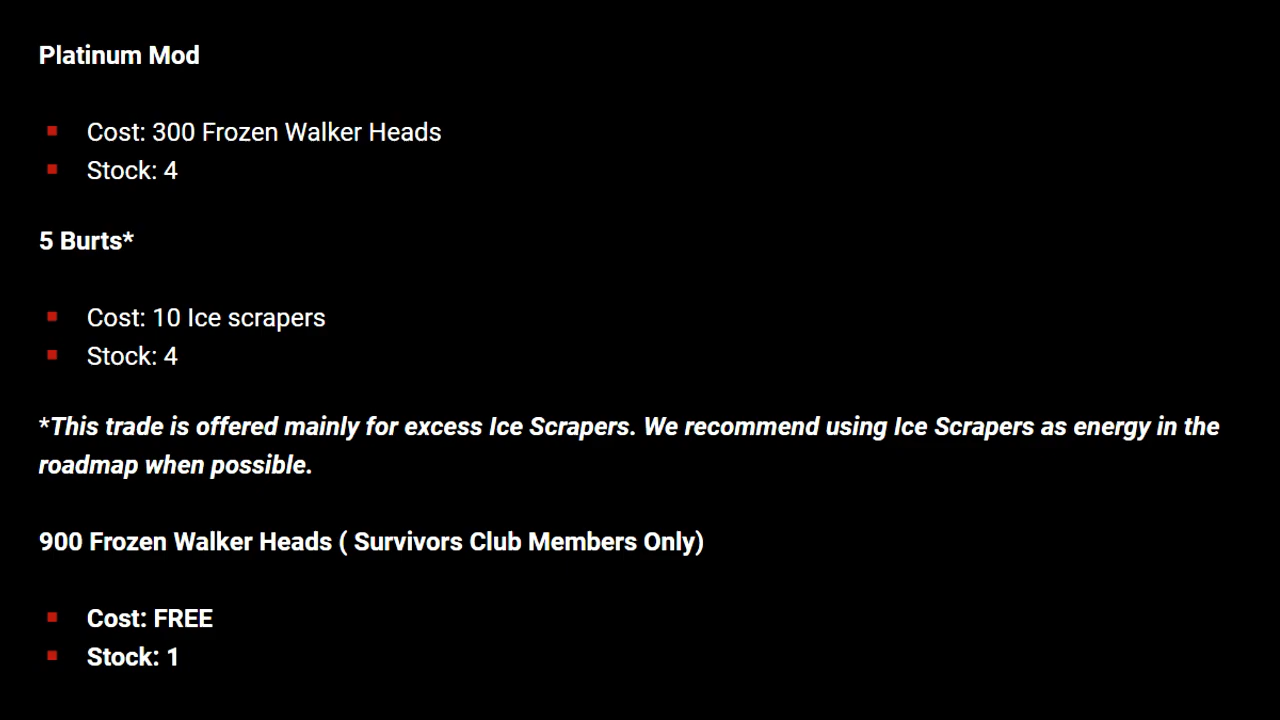 Platinum Mod
Cost: 300 Frozen Walker Heads
Stock: 4
5 Burts*
Cost: 10 Ice scrapers
Stock: 4
*This trade is offered mainly for excess Ice Scrapers. We recommend using Ice Scrapers as energy in the
roadmap when possible.
900 Frozen Walker Heads ( Survivors Club Members Only)
Cost: FREE
Stock: 1